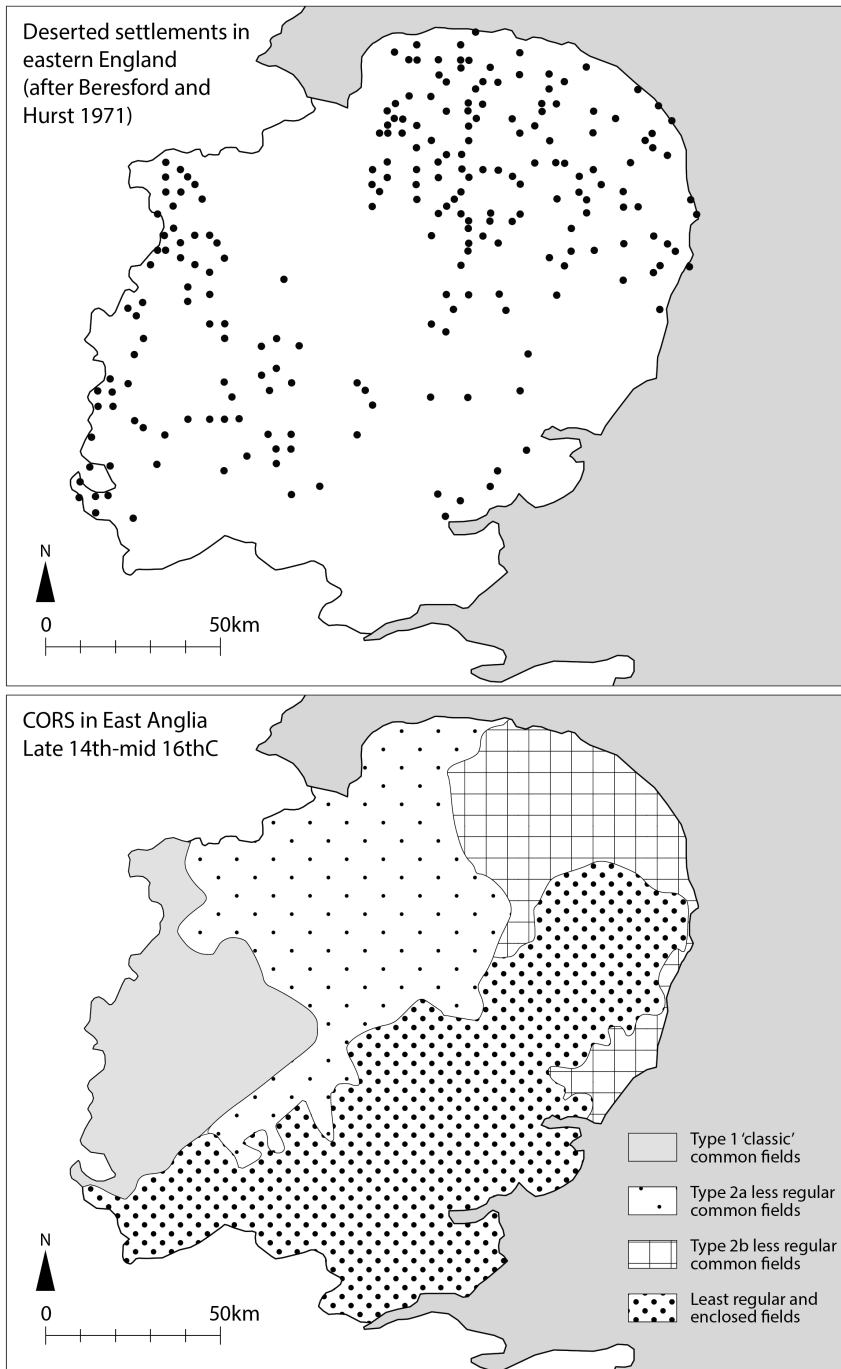 Deserted settlements in
eastern England
(after Beresford and
Hurst 1971)
N
0 50km
CORS in East Anglia
Late 14th-mid 16thC
Type 1 ‘classic’
common fields
Type 2a less regular
common fields
Type 2b less regular
common fields
Least regular and
enclosed fields
N
0 50km